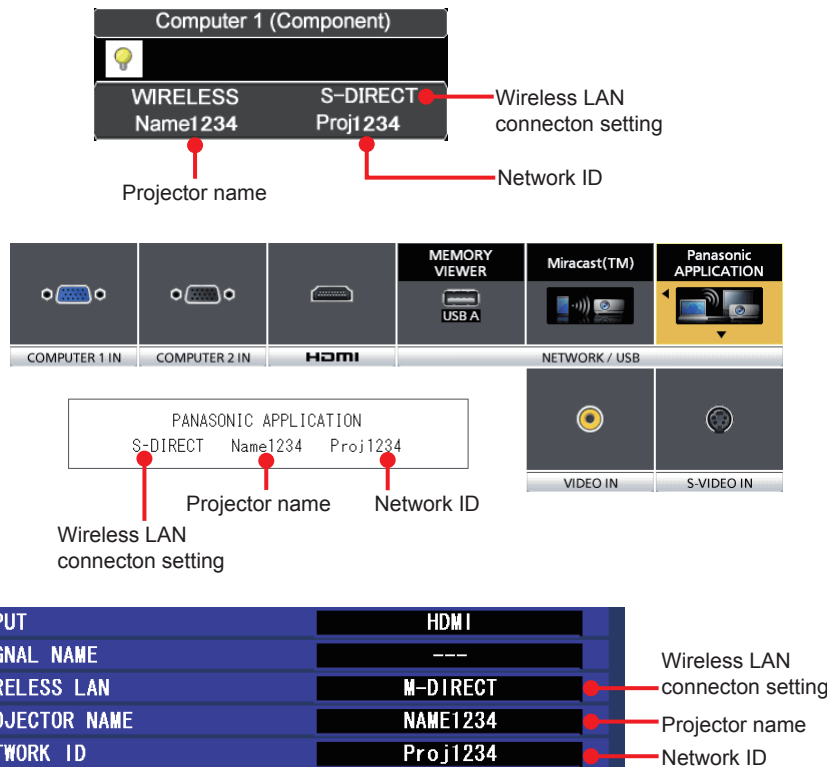 Computer 1 (Component)
WIRELESS S-DIRECT
Name1234 Proj1234
Wireless LAN
connecton setting
Network ID
Projector name
MEMORY
VIEWER
USB A
Miracast(TM)
Panasonic
APPLICATION
COMPUTER 1 IN COMPUTER 2 IN HDMI NETWORK / USB
PANASONIC APPLICATION
S-DIRECT Name1234 Proj1234
VIDEO IN S-VIDEO IN
Projector name Network ID
Wireless LAN
connecton setting
PUT HDMI
GNAL NAME ---
RELESS LAN M-DIRECT
OJECTOR NAME NAME1234
TWORK ID Proj1234
Wireless LAN
connecton setting
Projector name
Network ID